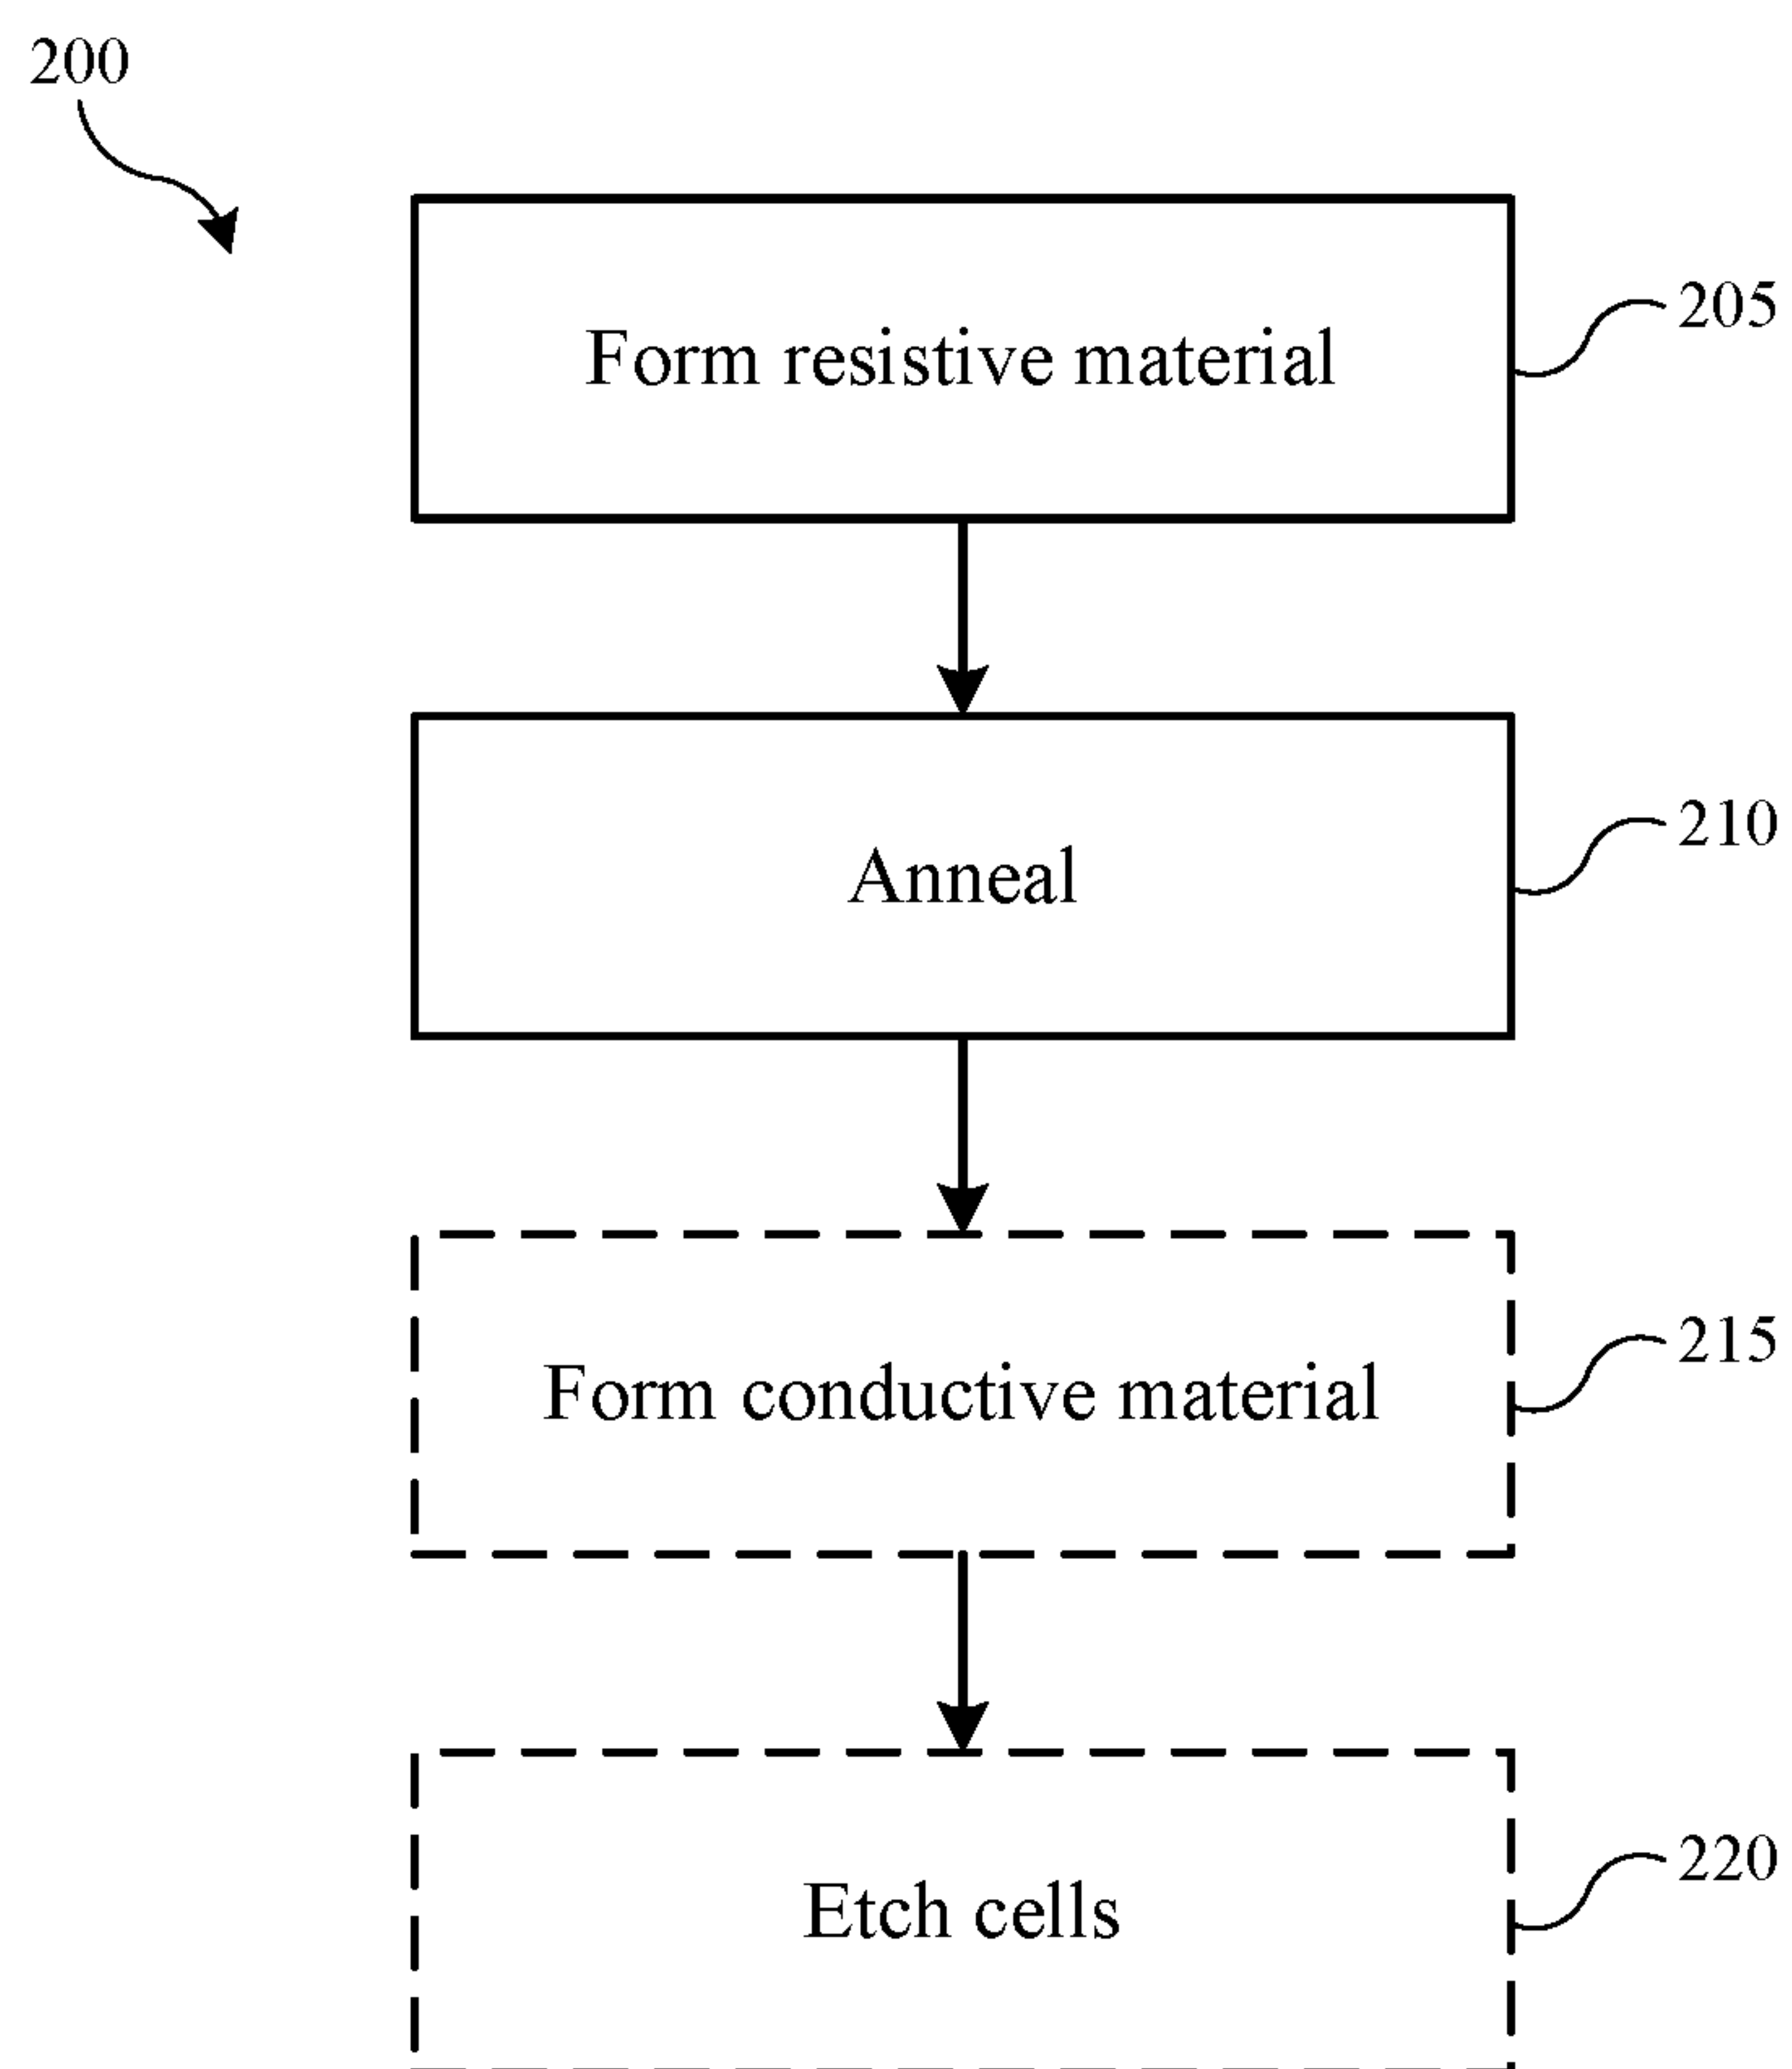 200
Form resistive material
205
Anneal
210
Form conductive material
215
Etch cells
220